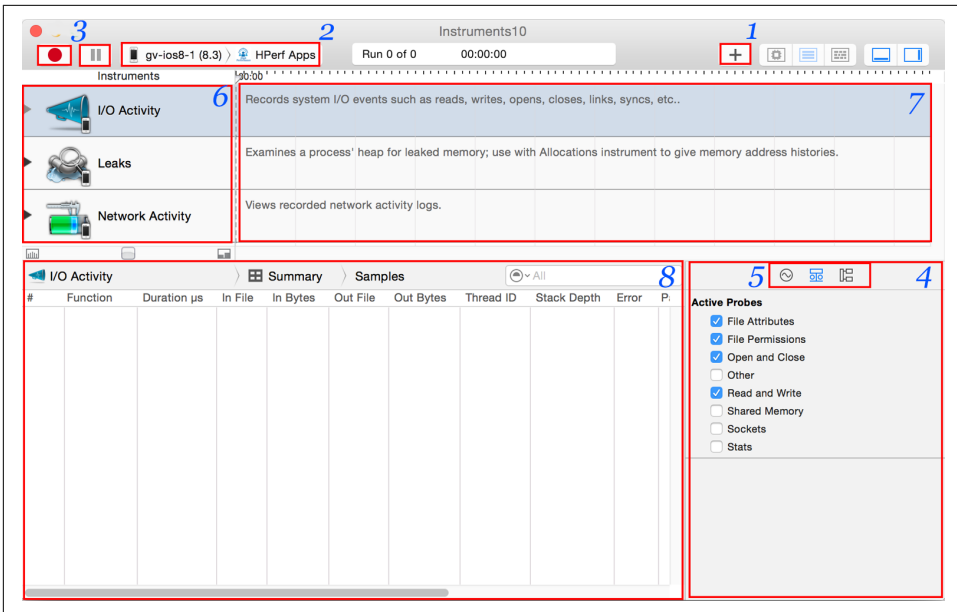 Instruments10
3
2
1
gv-ios8-1 (8.3) 〉 HPerf Apps
Run 0 of 0 00:00:00
Instruments
00:00
6
7
I/O Activity
Records system I/O events such as reads, writes, opens, closes, links, syncs, etc..
Leaks
Examines a process' heap for leaked memory; use with Allocations instrument to give memory address histories.
Network Activity
Views recorded network activity logs.
I/O Activity 〉 Summary 〉 Samples
All
8
5
4
# Function Duration µs In File In Bytes Out File Out Bytes Thread ID Stack Depth Error
Active Probes
File Attributes
File Permissions
Open and Close
Other
Read and Write
Shared Memory
Sockets
Stats